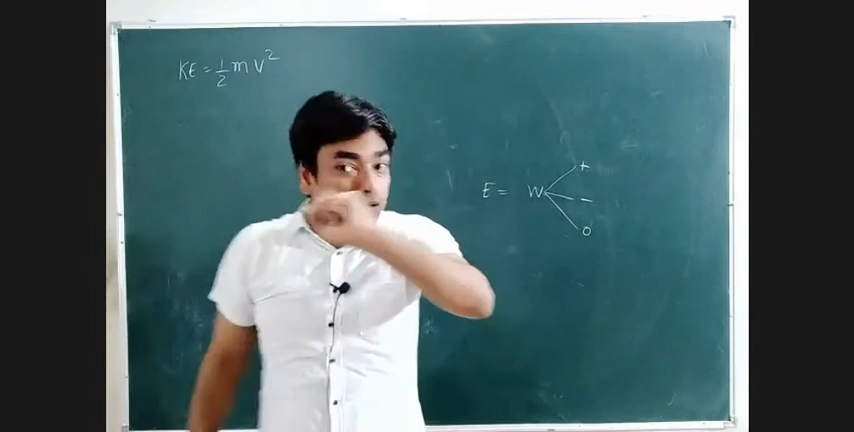 KE = 1/2 m v²
E = W + - 0